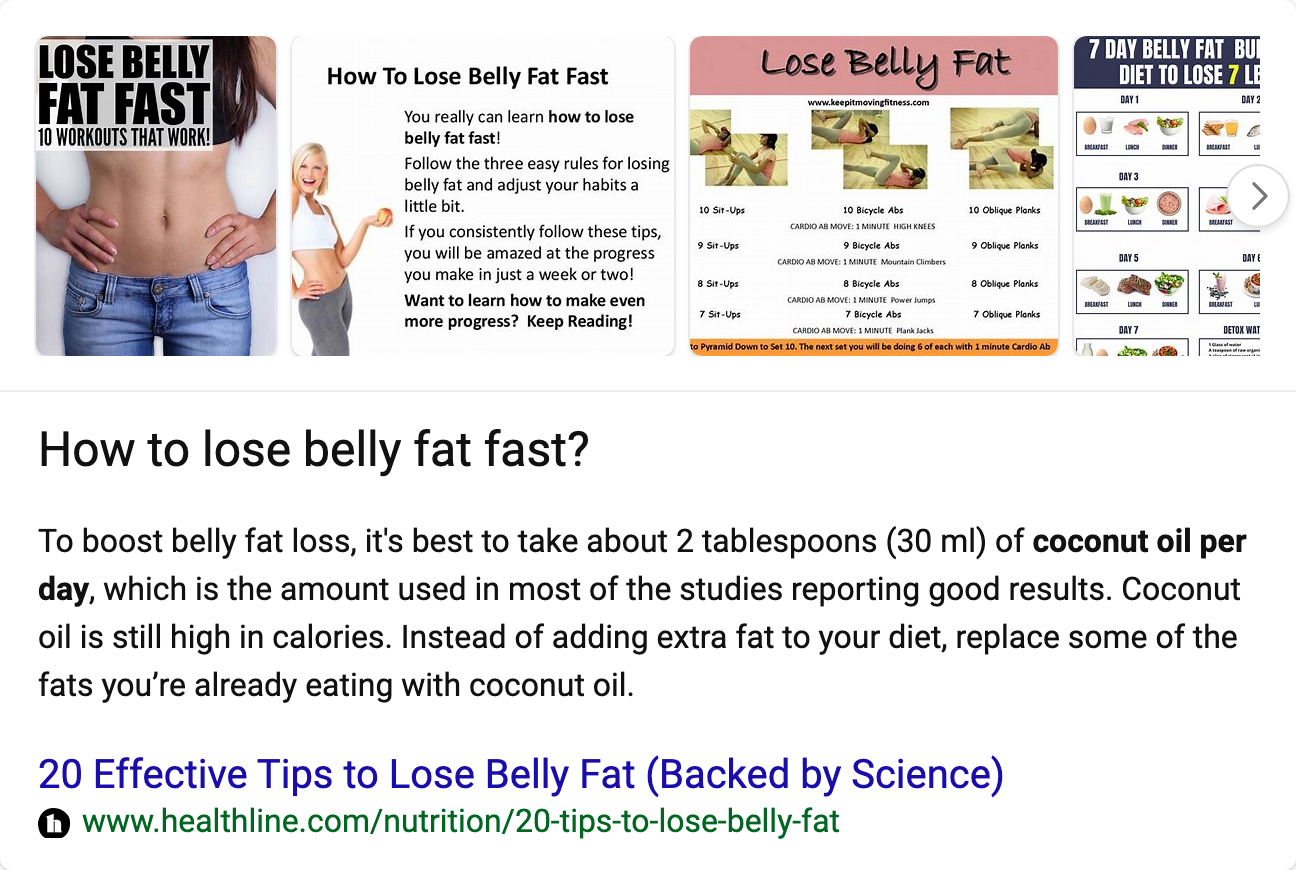 LOSE BELLY
FAT FAST
10 WORKOUTS THAT WORK!
How To Lose Belly Fat Fast
You really can learn how to lose
belly fat fast!
Follow the three easy rules for losing
belly fat and adjust your habits a
little bit.
If you consistently follow these tips,
you will be amazed at the progress
you make in just a week or two!
Want to learn how to make even
more progress? Keep Reading!
Lose Belly Fat
www.keepitmovingfitness.com
10 Sit-Ups 10 Bicycle Abs 10 Oblique Planks
CARDIO AB MOVE: 1 MINUTE HIGH KNEES
9 Sit-Ups 9 Bicycle Abs 9 Oblique Planks
CARDIO AB MOVE: 1 MINUTE Mountain Climbers
8 Sit-Ups 8 Bicycle Abs 8 Oblique Planks
CARDIO AB MOVE: 1 MINUTE Power Jumps
7 Sit-Ups 7 Bicycle Abs 7 Oblique Planks
CARDIO AB MOVE: 1 MINUTE Plank Jacks
to Pyramid Down to Set 10. The next set you will be doing 6 of each with 1 minute Cardio Ab
7 DAY BELLY FAT BU
DIET TO LOSE 7 LE
DAY 1 DAY 2
BREAKFAST LUNCH DINNER BREAKFAST
DAY 3
BREAKFAST LUNCH DINNER BREAKFAST
DAY 5 DAY 6
BREAKFAST LUNCH DINNER BREAKFAST LU
DAY 7 DETOX WAT
1 Glass of water
A teaspoon of raw organi
How to lose belly fat fast?
To boost belly fat loss, it's best to take about 2 tablespoons (30 ml) of coconut oil per
day, which is the amount used in most of the studies reporting good results. Coconut
oil is still high in calories. Instead of adding extra fat to your diet, replace some of the
fats you’re already eating with coconut oil.
20 Effective Tips to Lose Belly Fat (Backed by Science)
h www.healthline.com/nutrition/20-tips-to-lose-belly-fat